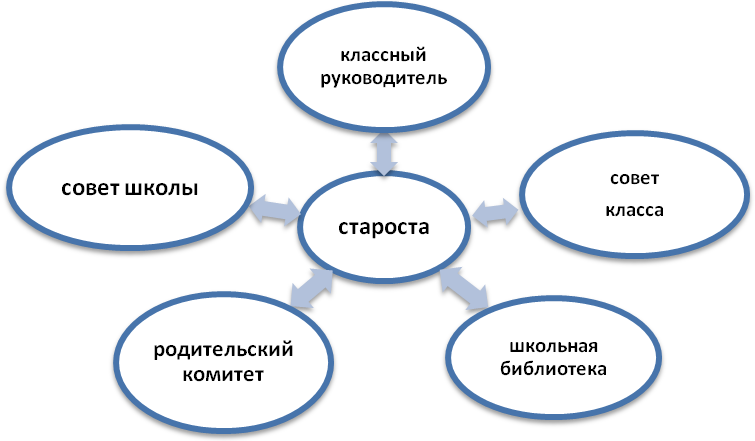 классный
руководитель
совет школы
совет
класса
староста
родительский
комитет
школьная
библиотека